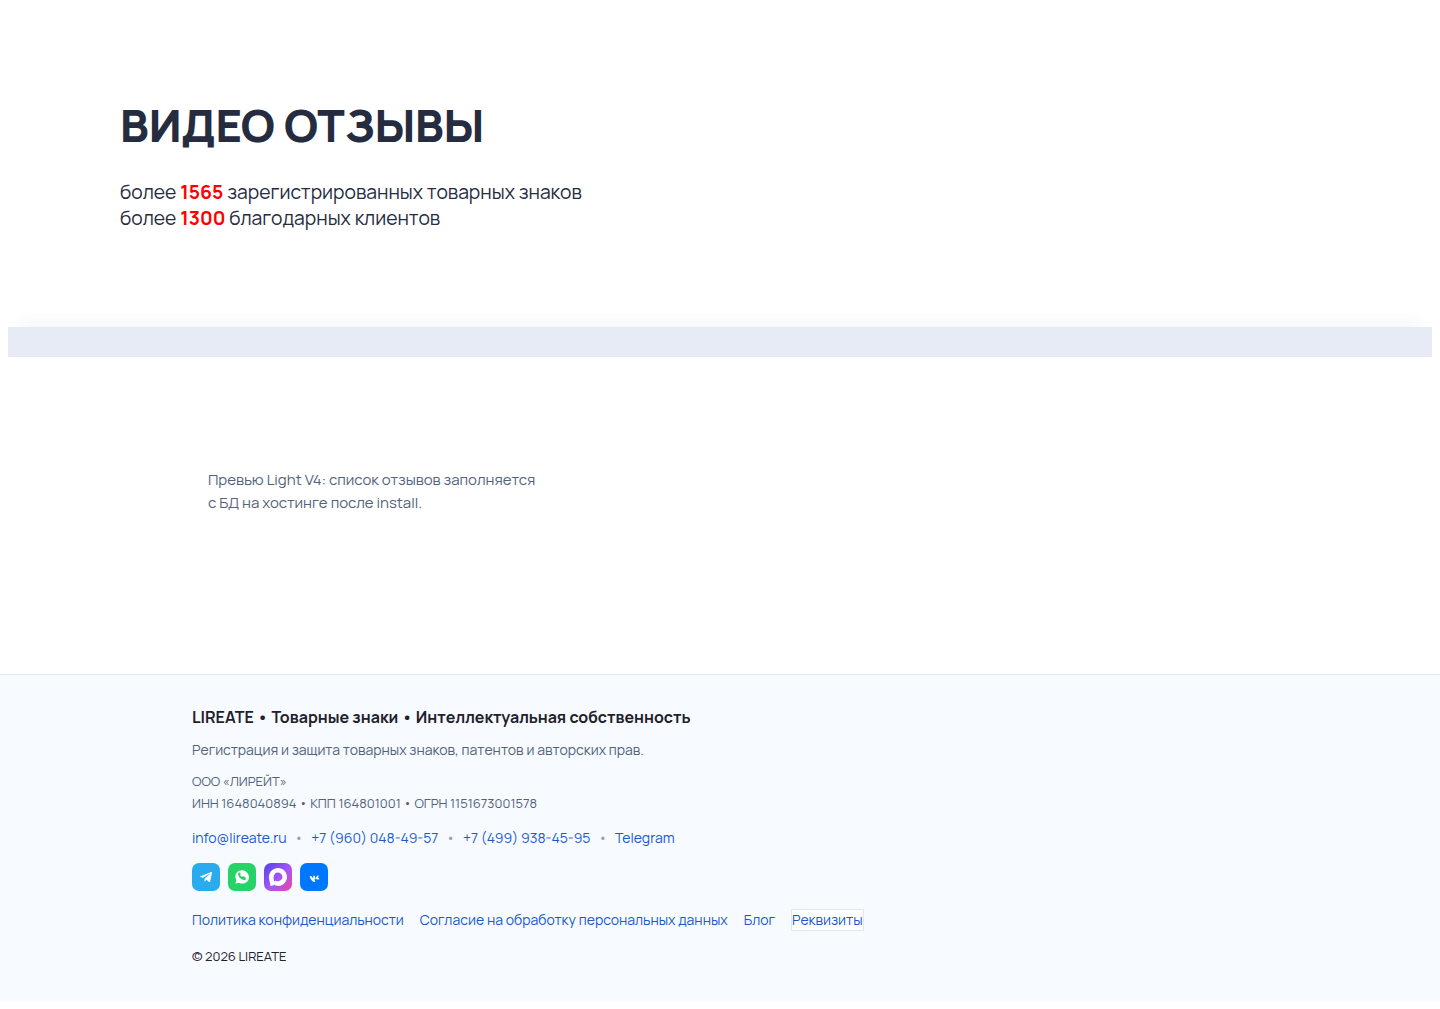 ВИДЕО ОТЗЫВЫ
более 1565 зарегистрированных товарных знаков
более 1300 благодарных клиентов
Превью Light V4: список отзывов заполняется
с БД на хостинге после install.
LIREATE • Товарные знаки • Интеллектуальная собственность
Регистрация и защита товарных знаков, патентов и авторских прав.
ООО «ЛИРЕЙТ»
ИНН 1648040894 • КПП 164801001 • ОГРН 1151673001578
info@lireate.ru • +7 (960) 048-49-57 • +7 (499) 938-45-95 • Telegram
Политика конфиденциальности Согласие на обработку персональных данных Блог Реквизиты
© 2026 LIREATE